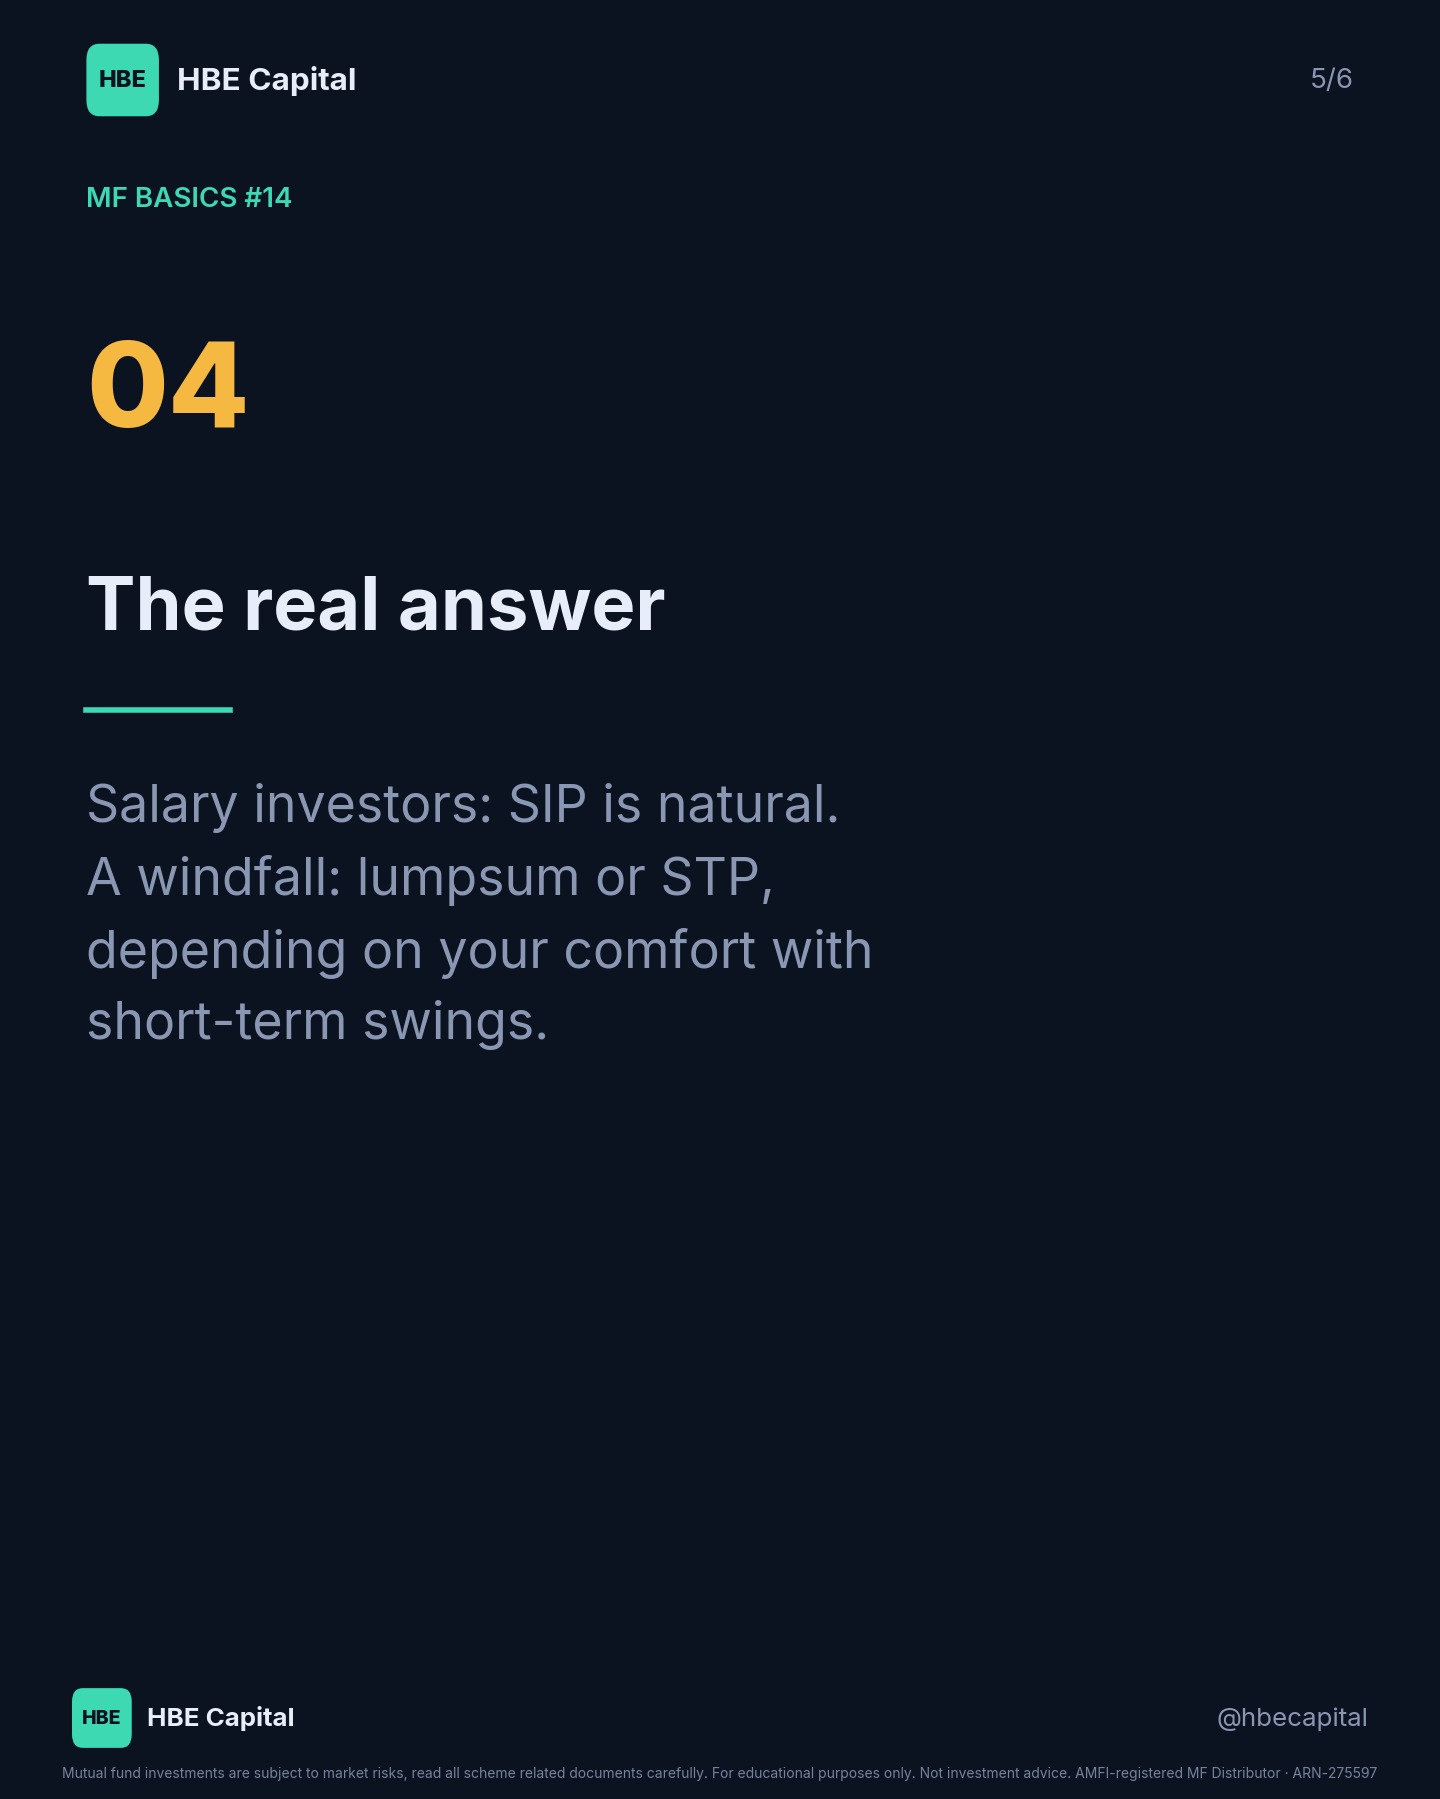 HBE
HBE Capital
5/6
MF BASICS #14
04
The real answer
Salary investors: SIP is natural.
A windfall: lumpsum or STP,
depending on your comfort with
short-term swings.
HBE
HBE Capital
@hbecapital
Mutual fund investments are subject to market risks, read all scheme related documents carefully. For educational purposes only. Not investment advice. AMFI-registered MF Distributor · ARN-275597